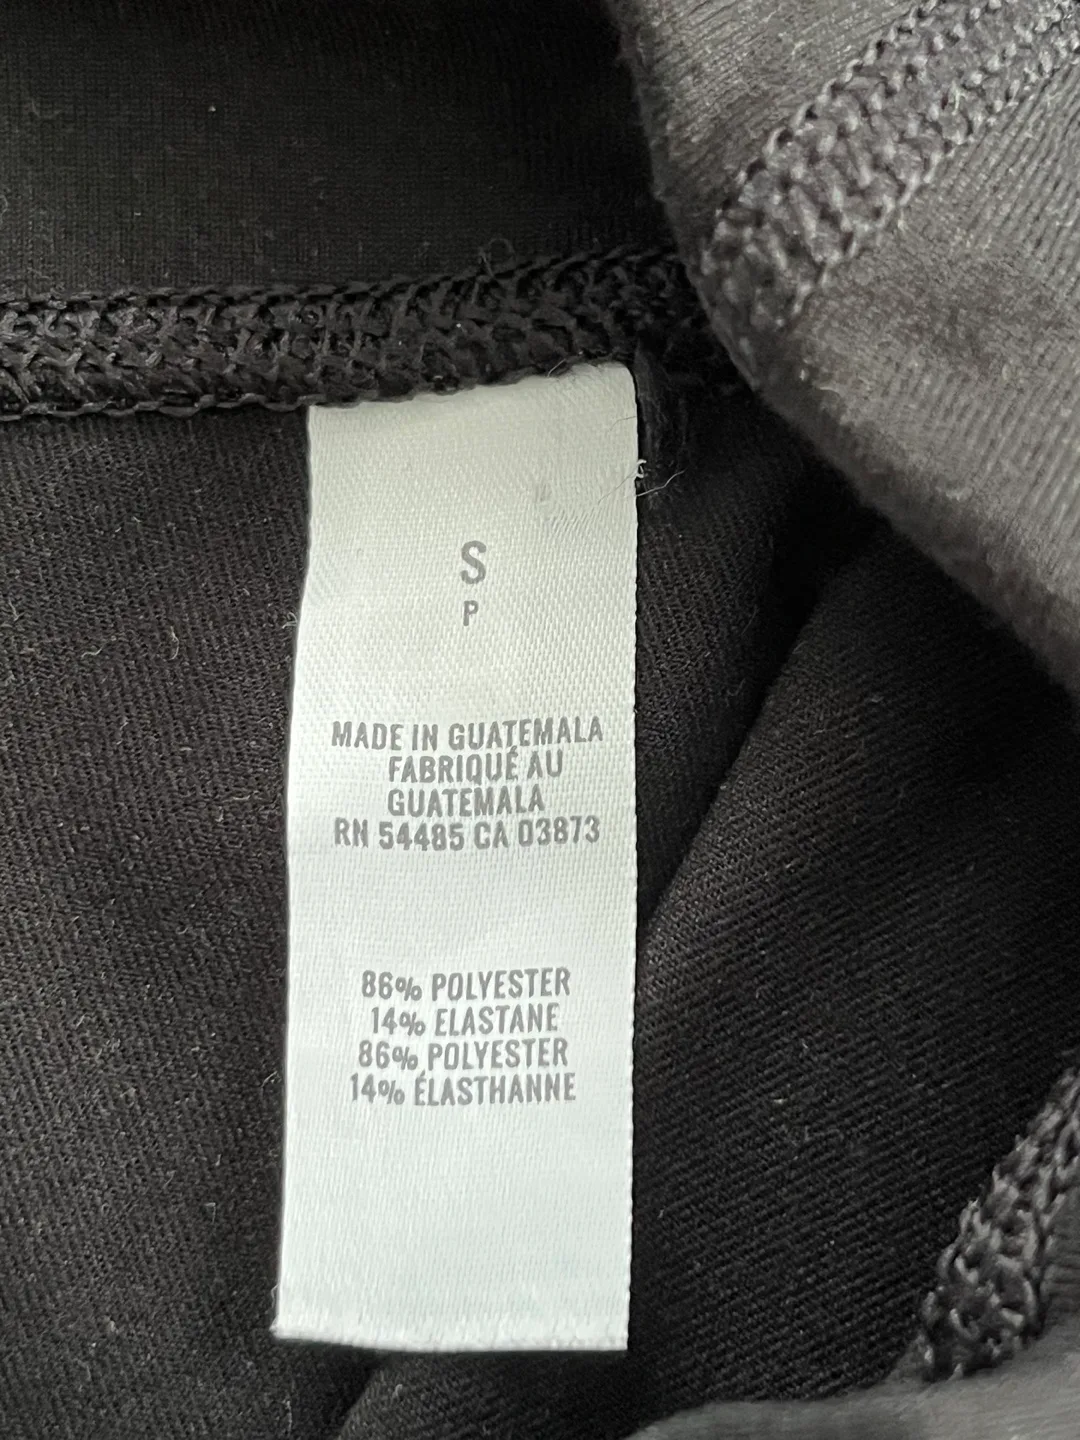 S
P
MADE IN GUATEMALA
FABRIQUÉ AU
GUATEMALA
RN 54485 CA 03873
86% POLYESTER
14% ELASTANE
86% POLYESTER
14% ÉLASTHANNE